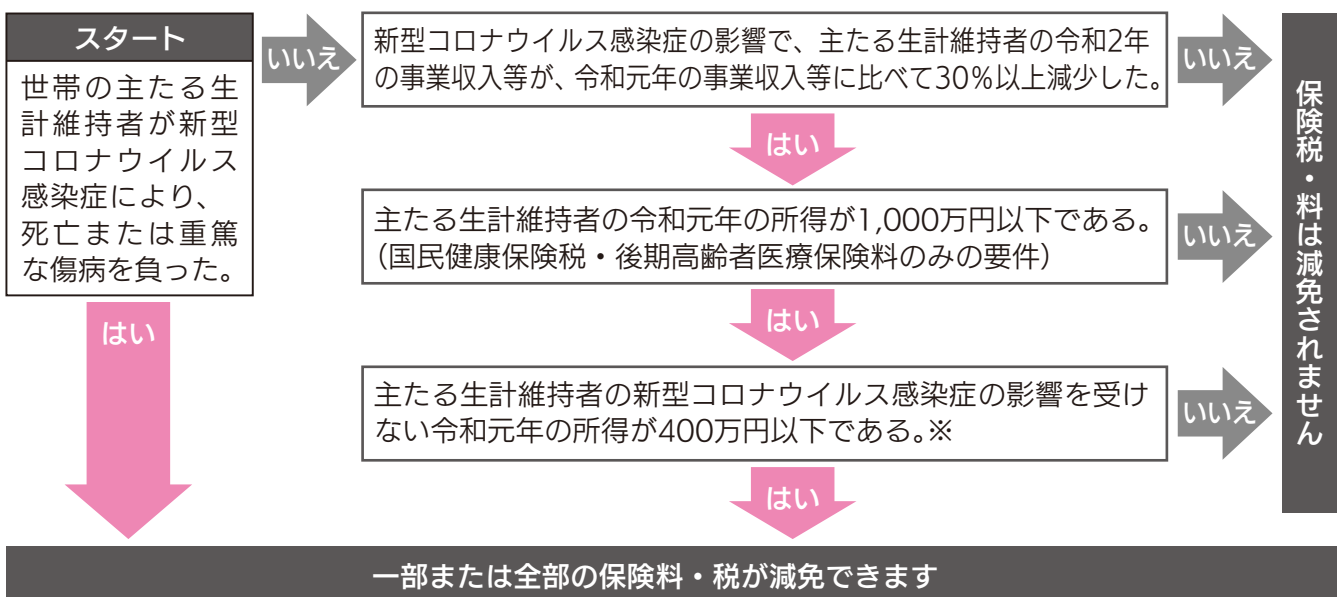 スタート
世帯の主たる生
計維持者が新型
コロナウイルス
感染症により、
死亡または重篤
な傷病を負った。
いいえ
新型コロナウイルス感染症の影響で、主たる生計維持者の令和2年
の事業収入等が、令和元年の事業収入等に比べて30%以上減少した。
いいえ
はい
主たる生計維持者の令和元年の所得が1,000万円以下である。
（国民健康保険税・後期高齢者医療保険料のみの要件）
いいえ
はい
はい
主たる生計維持者の新型コロナウイルス感染症の影響を受け
ない令和元年の所得が400万円以下である。※
いいえ
はい
保険税・料は減免されません
一部または全部の保険料・税が減免できます